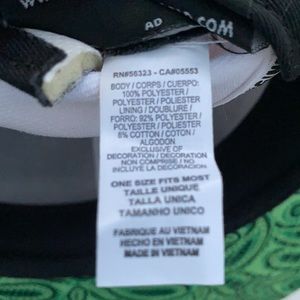 AD
.COM
RN#56323 - CA#05553
BODY / CORPS / CUERPO:
100% POLYESTER /
POLYESTER / POLIESTER
LINING / DOUBLURE /
FORRO: 92% POLYESTER /
POLYESTER / POLIESTER
8% COTTON / COTON /
ALGODON
EXCLUSIVE OF
DECORATION / DECORATION
NON COMPRISE / NO
INCLUYE LA DECORACION
ONE SIZE FITS MOST
TAILLE UNIQUE
TALLA UNICA
TAMANHO UNICO
FABRIQUE AU VIETNAM
HECHO EN VIETNAM
MADE IN VIETNAM